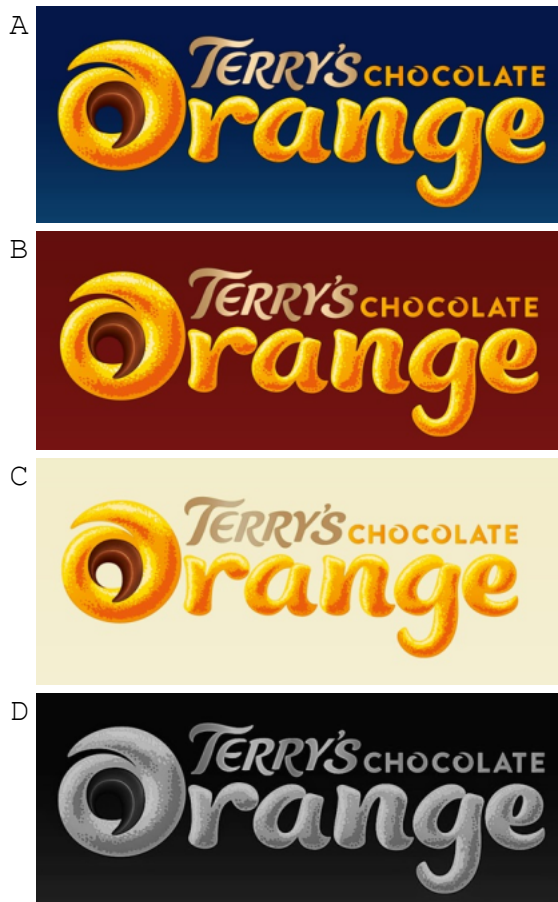 A
TERRY'S CHOCOLATE
Orange
B
TERRY'S CHOCOLATE
Orange
C
TERRY'S CHOCOLATE
Orange
D
TERRY'S CHOCOLATE
Orange